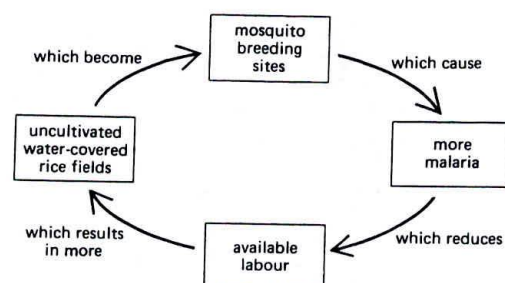 mosquito
breeding
sites
which cause
more
malaria
which reduces
available
labour
which results
in more
uncultivated
water-covered
rice fields
which become